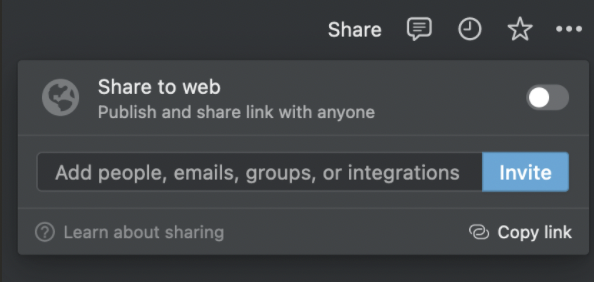 Share
Share to web
Publish and share link with anyone
Add people, emails, groups, or integrations
Invite
Learn about sharing
Copy link